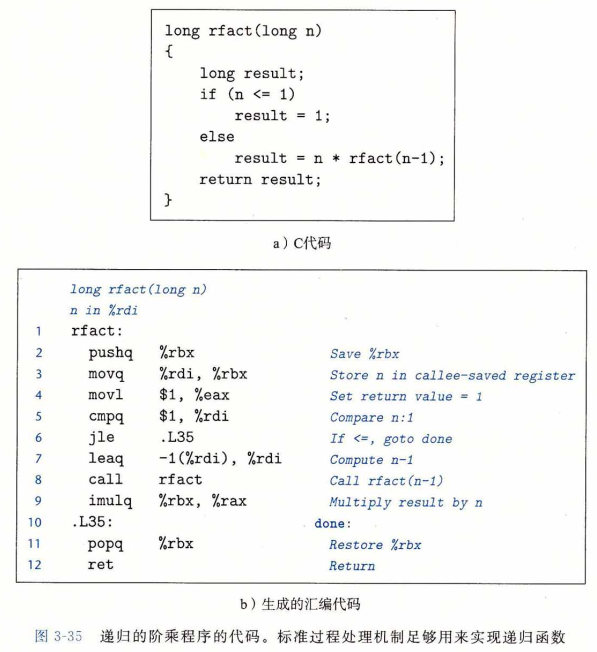 long rfact(long n)
{
    long result;
    if (n <= 1)
        result = 1;
    else
        result = n * rfact(n-1);
    return result;
}
a）C代码
long rfact(long n)
n in %rdi
1 rfact:
2 pushq %rbx Save %rbx
3 movq %rdi, %rbx Store n in callee-saved register
4 movl $1, %eax Set return value = 1
5 cmpq $1, %rdi Compare n:1
6 jle .L35 If <=, goto done
7 leaq -1(%rdi), %rdi Compute n-1
8 call rfact Call rfact(n-1)
9 imulq %rbx, %rax Multiply result by n
10 .L35: done:
11 popq %rbx Restore %rbx
12 ret Return
b）生成的汇编代码
图 3-35 递归的阶乘程序的代码。标准过程处理机制足够用来实现递归函数